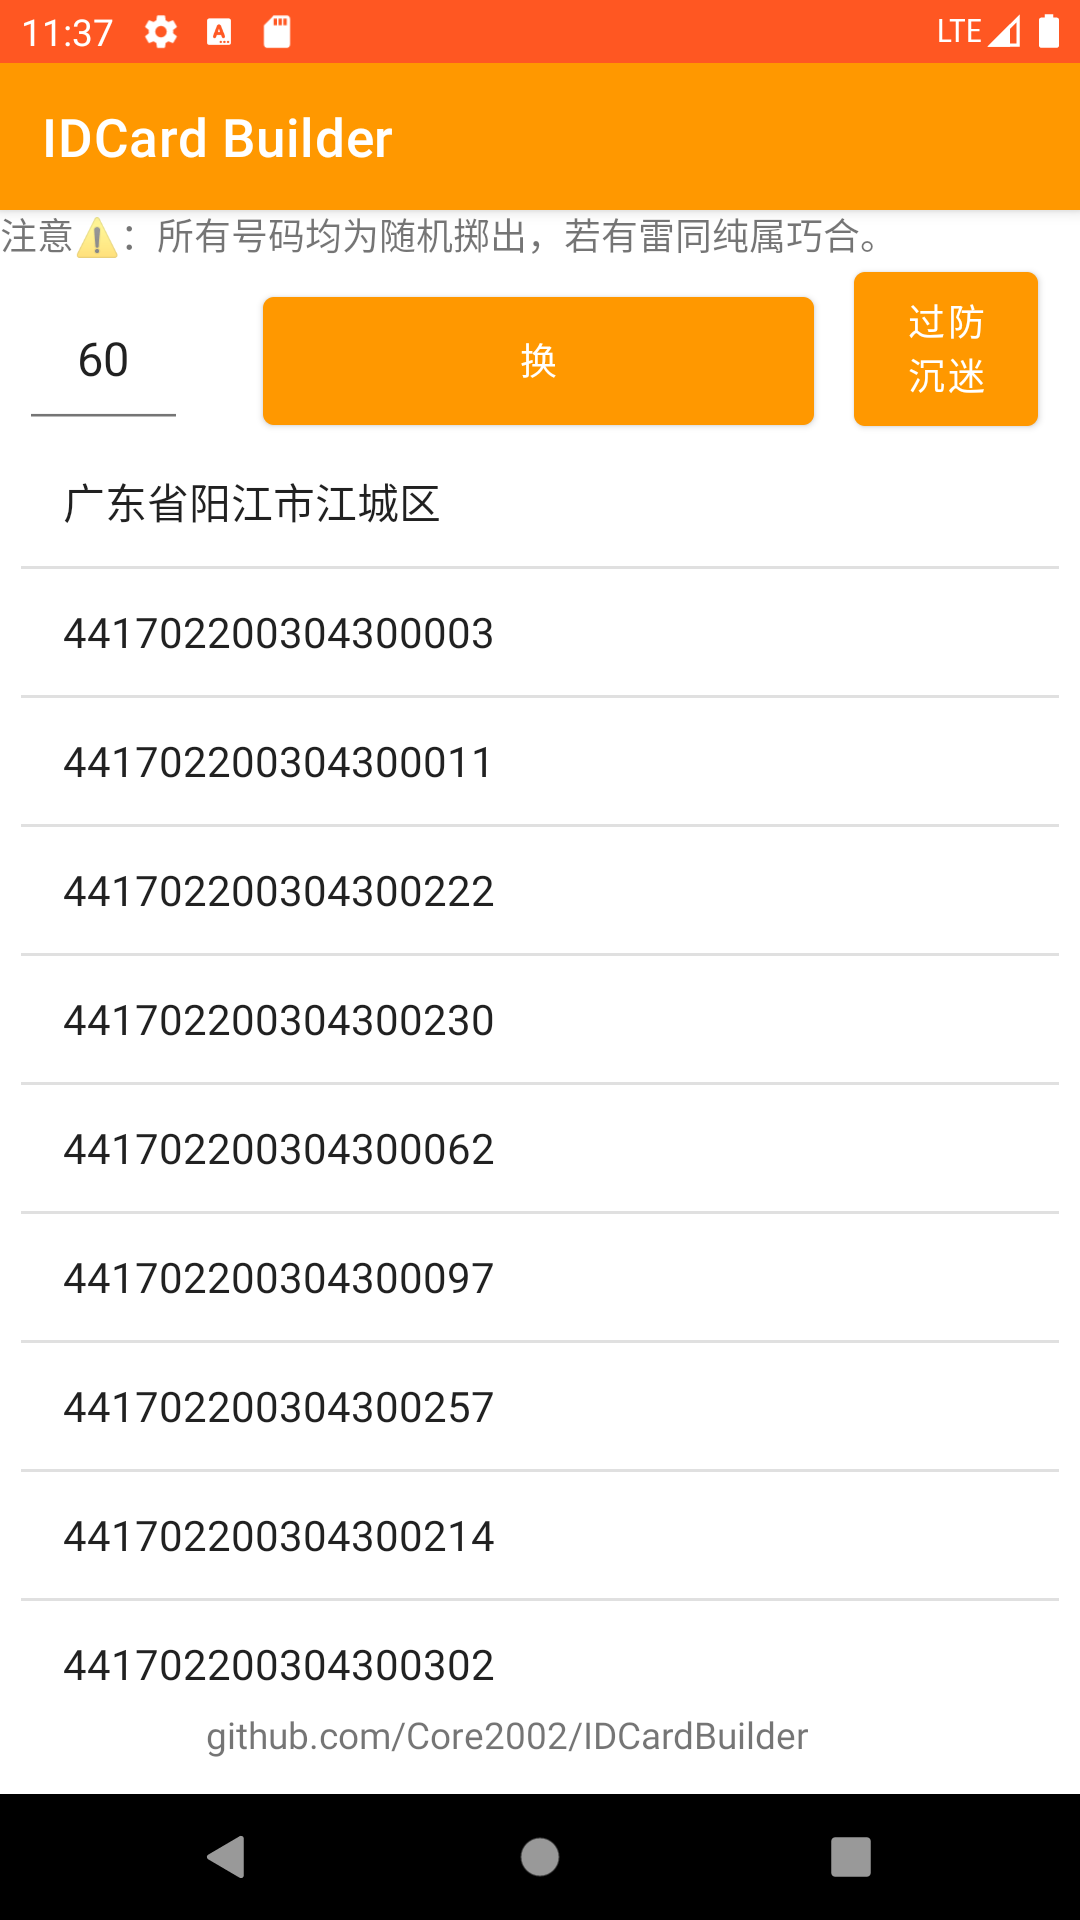 11:37
LTE
IDCard Builder
注意⚠️：所有号码均为随机掷出，若有雷同纯属巧合。
60
换
过防
沉迷
广东省阳江市江城区
441702200304300003
441702200304300011
441702200304300222
441702200304300230
441702200304300062
441702200304300097
441702200304300257
441702200304300214
441702200304300302
github.com/Core2002/IDCardBuilder